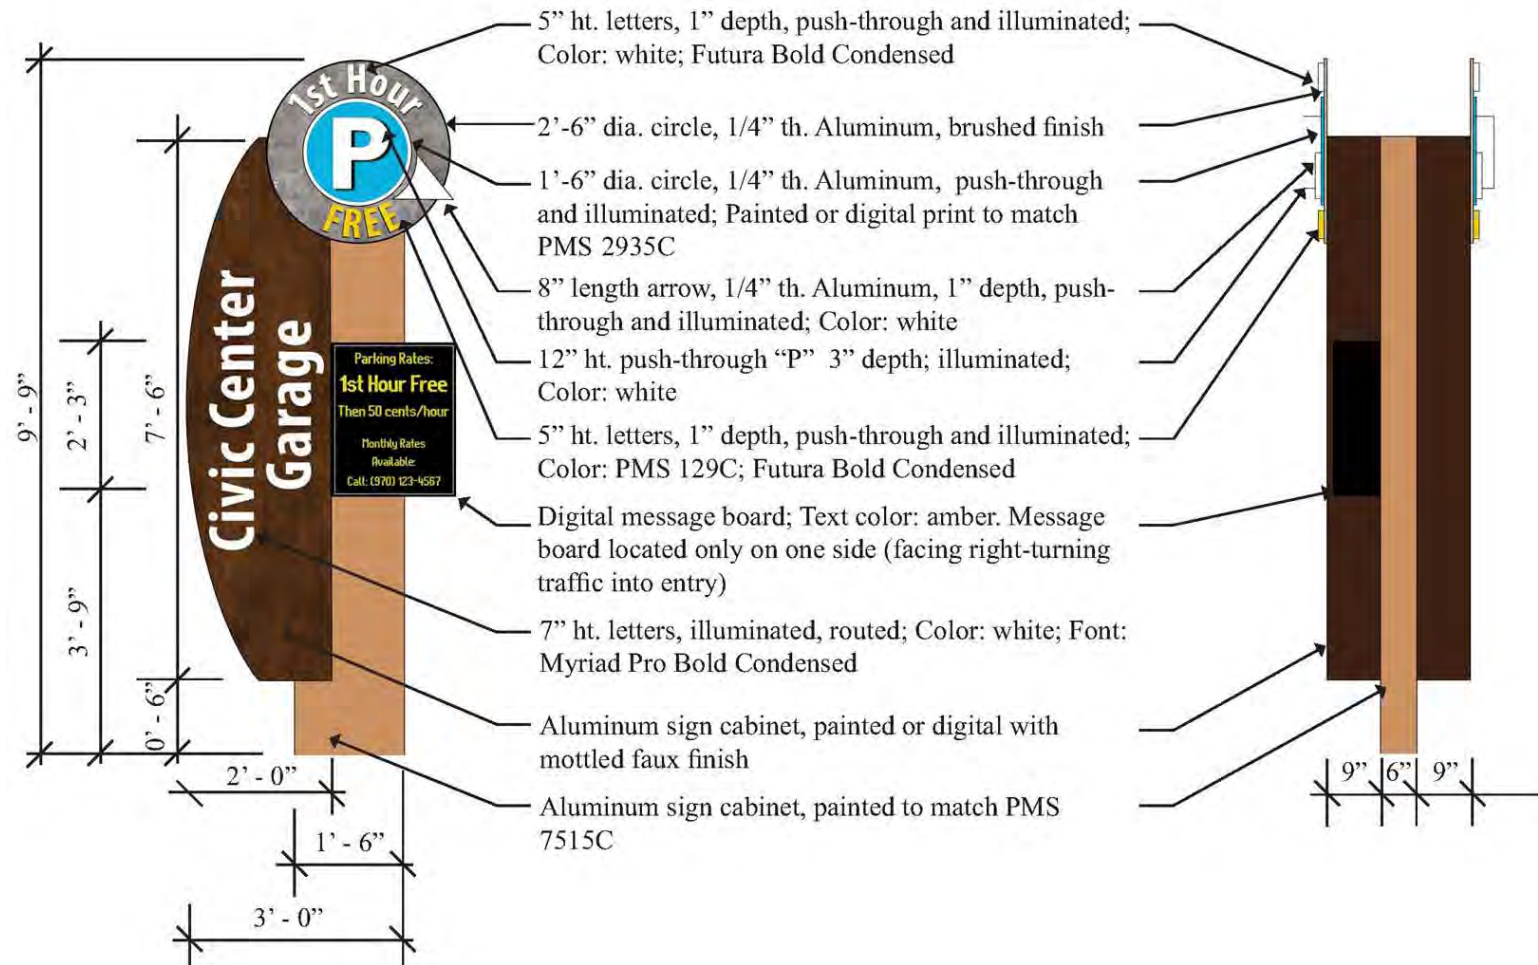 5” ht. letters, 1” depth, push-through and illuminated;
Color: white; Futura Bold Condensed
2’-6” dia. circle, 1/4” th. Aluminum, brushed finish
1’-6” dia. circle, 1/4” th. Aluminum, push-through
and illuminated; Painted or digital print to match
PMS 2935C
8” length arrow, 1/4” th. Aluminum, 1” depth, push-
through and illuminated; Color: white
12” ht. push-through “P” 3” depth; illuminated;
Color: white
5” ht. letters, 1” depth, push-through and illuminated;
Color: PMS 129C; Futura Bold Condensed
Digital message board; Text color: amber. Message
board located only on one side (facing right-turning
traffic into entry)
7” ht. letters, illuminated, routed; Color: white; Font:
Myriad Pro Bold Condensed
Aluminum sign cabinet, painted or digital with
mottled faux finish
Aluminum sign cabinet, painted to match PMS
7515C
1st Hour
P
FREE
Civic Center
Garage
Parking Rates:
1st Hour Free
Then 50 cents/hour
Monthly Rates
Available:
Call: (970) 123-4567
9’ - 9”
2’ - 3”
7’ - 6”
3’ - 9”
0’ - 6”
2’ - 0”
1’ - 6”
3’ - 0”
9”
6”
9”